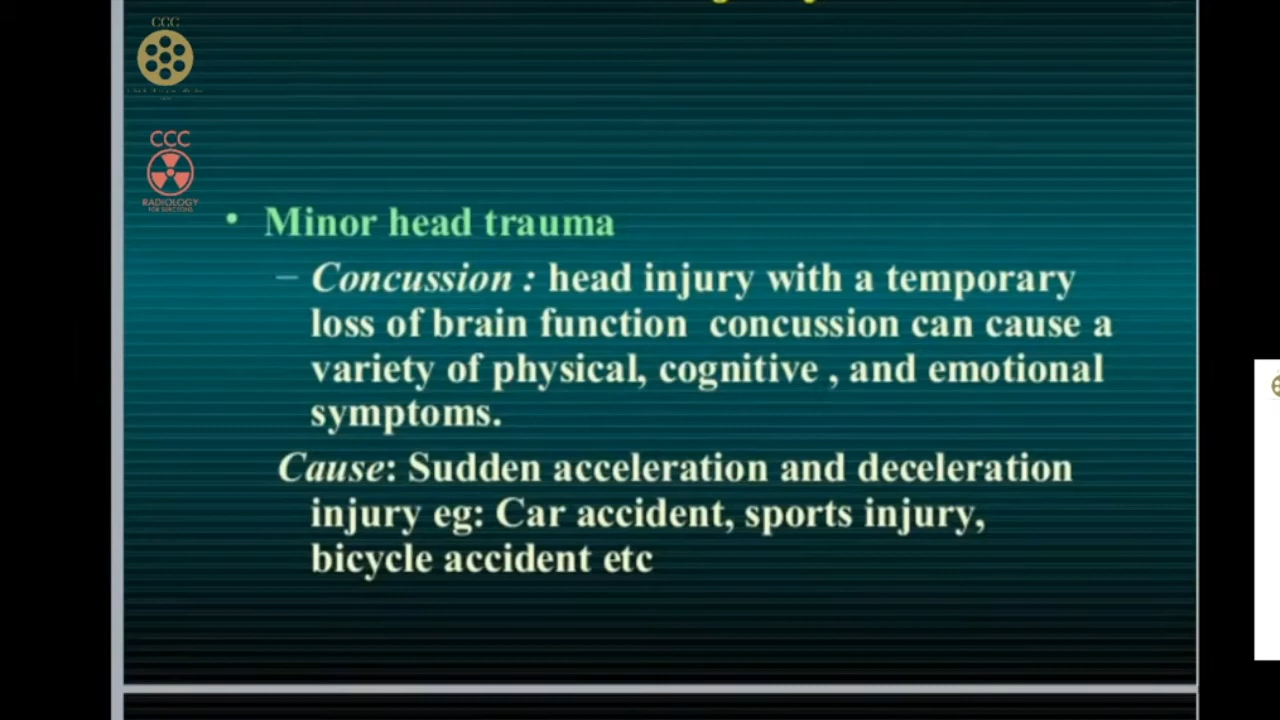 CCC
CCC
RADIOLOGY
• Minor head trauma
– Concussion : head injury with a temporary
loss of brain function concussion can cause a
variety of physical, cognitive , and emotional
symptoms.
Cause: Sudden acceleration and deceleration
injury eg: Car accident, sports injury,
bicycle accident etc